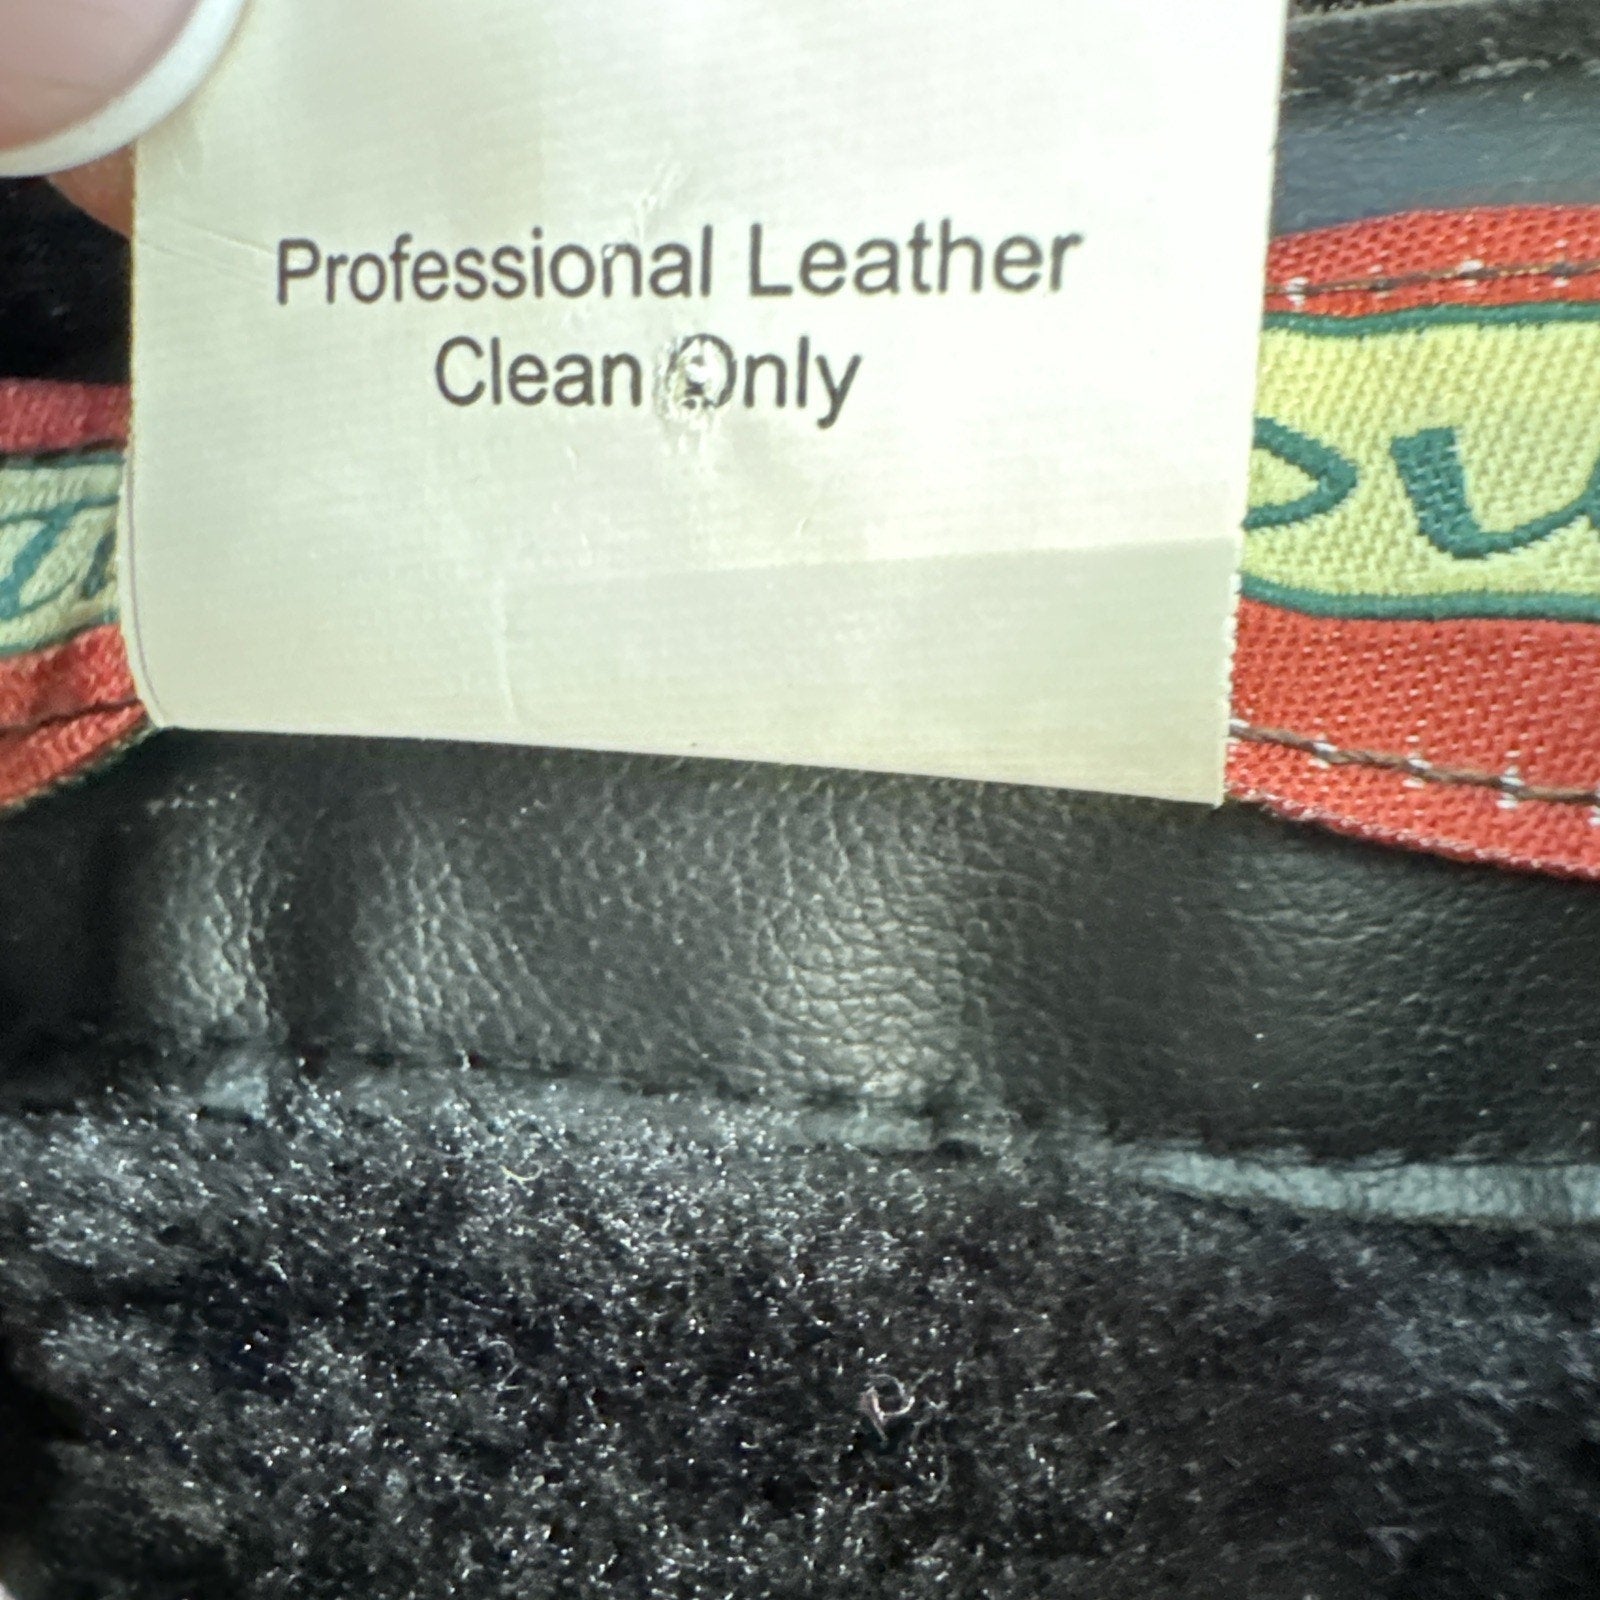 Professional Leather
Clean Only